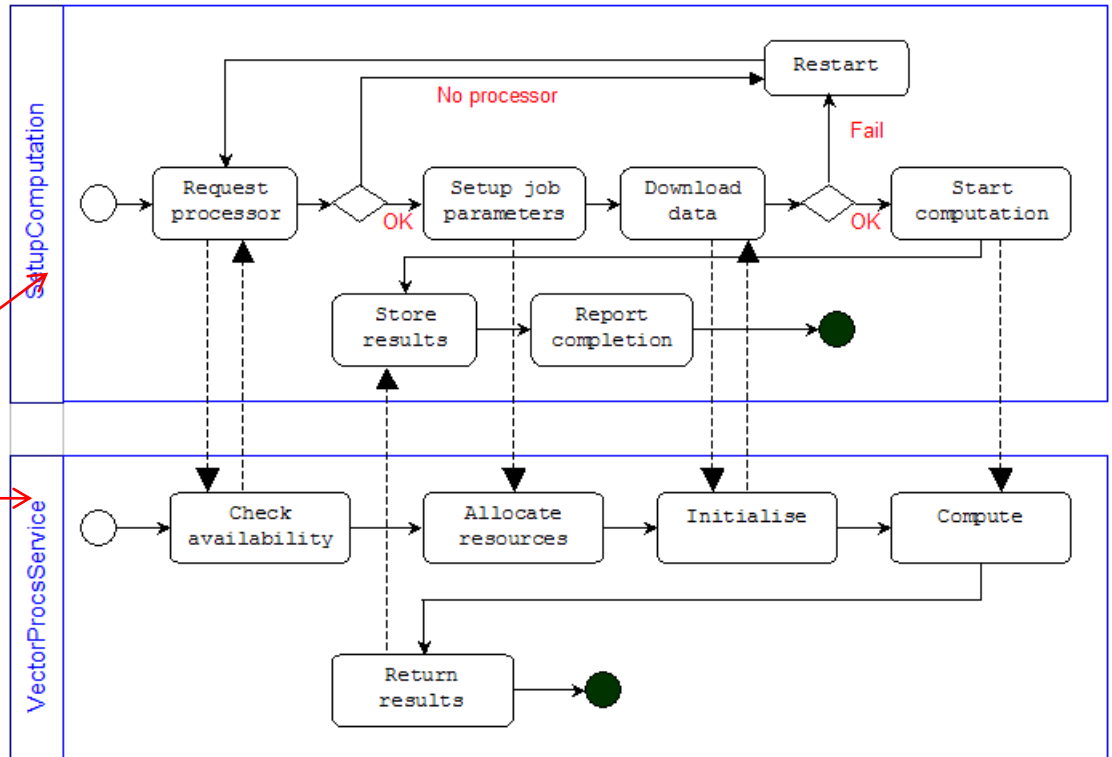 SetupComputation
Restart
No processor
Fail
Request
processor
OK
Setup job
parameters
Download
data
OK
Start
computation
Store
results
Report
completion
VectorProcsService
Check
availability
Allocate
resources
Initialise
Compute
Return
results